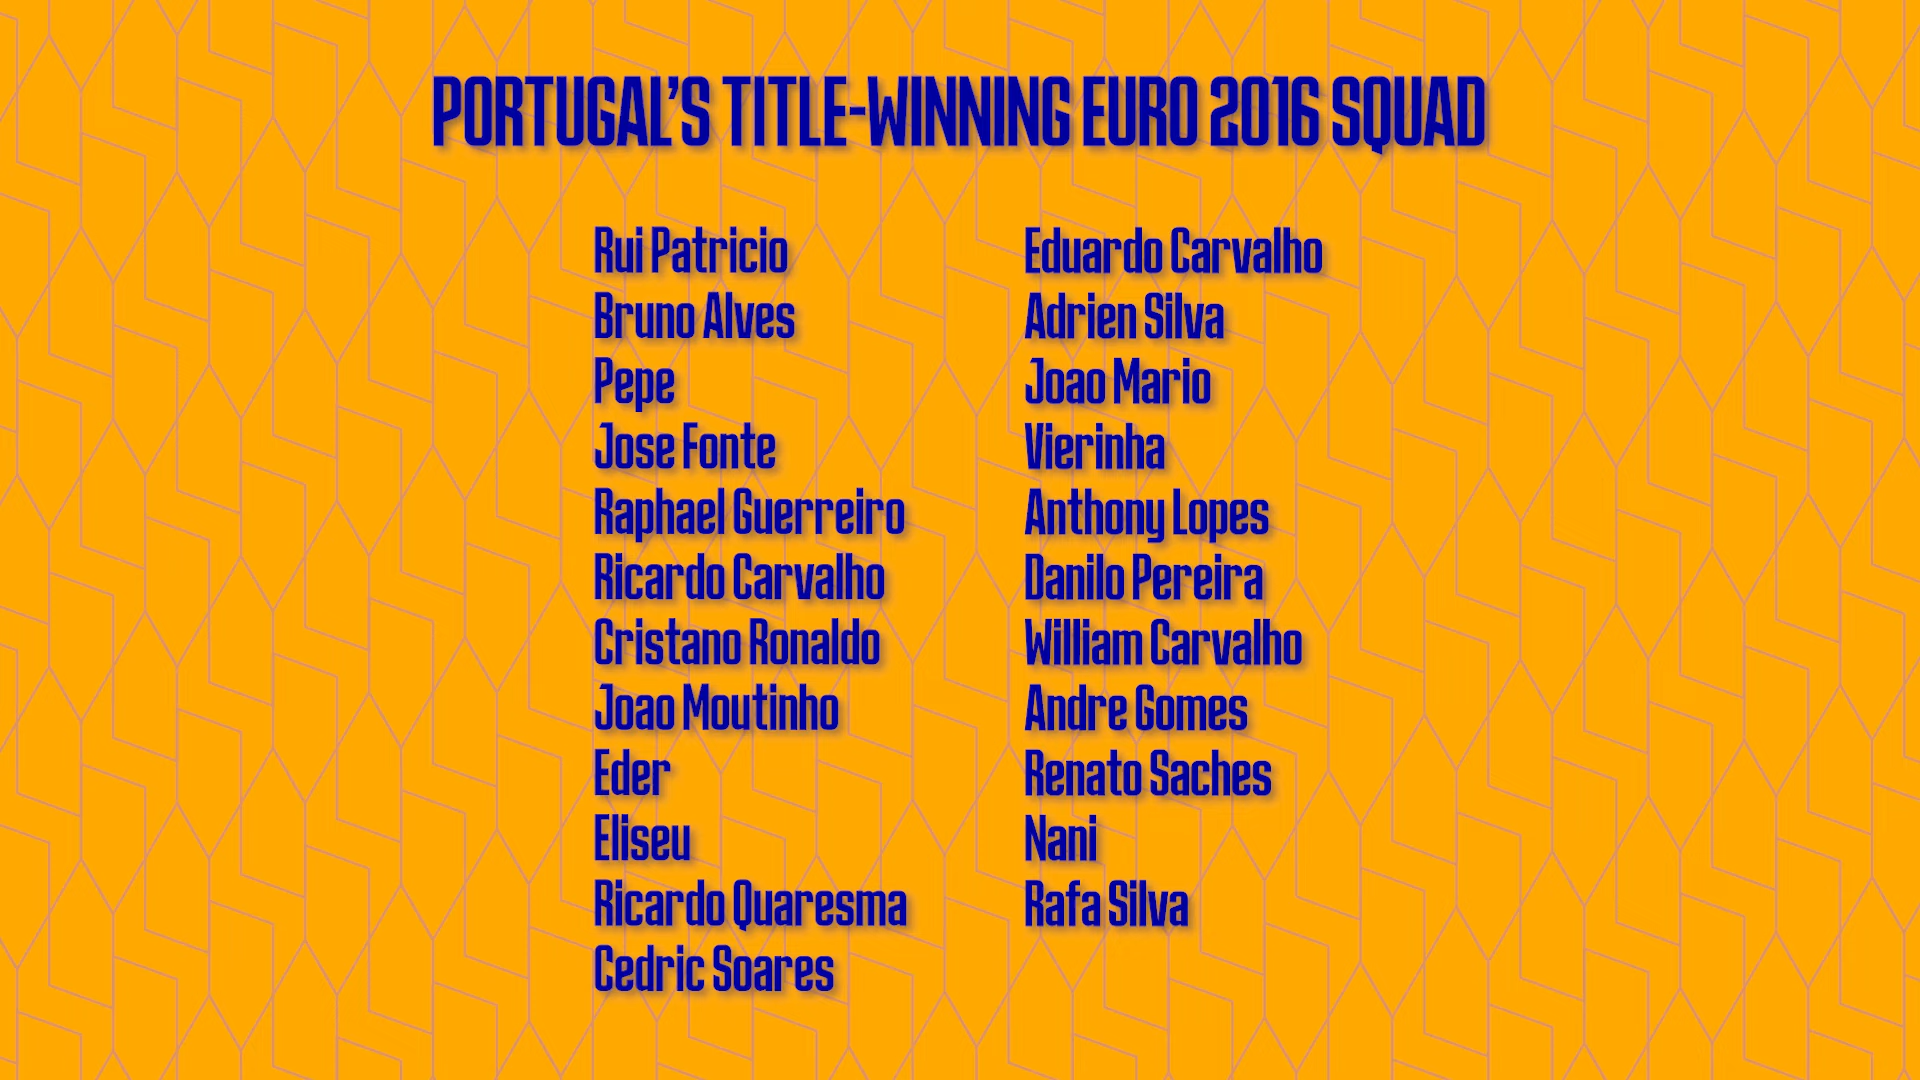 PORTUGAL'S TITLE-WINNING EURO 2016 SQUAD
Rui Patricio
Bruno Alves
Pepe
Jose Fonte
Raphael Guerreiro
Ricardo Carvalho
Cristano Ronaldo
Joao Moutinho
Eder
Eliseu
Ricardo Quaresma
Cedric Soares
Eduardo Carvalho
Adrien Silva
Joao Mario
Vierinha
Anthony Lopes
Danilo Pereira
William Carvalho
Andre Gomes
Renato Saches
Nani
Rafa Silva